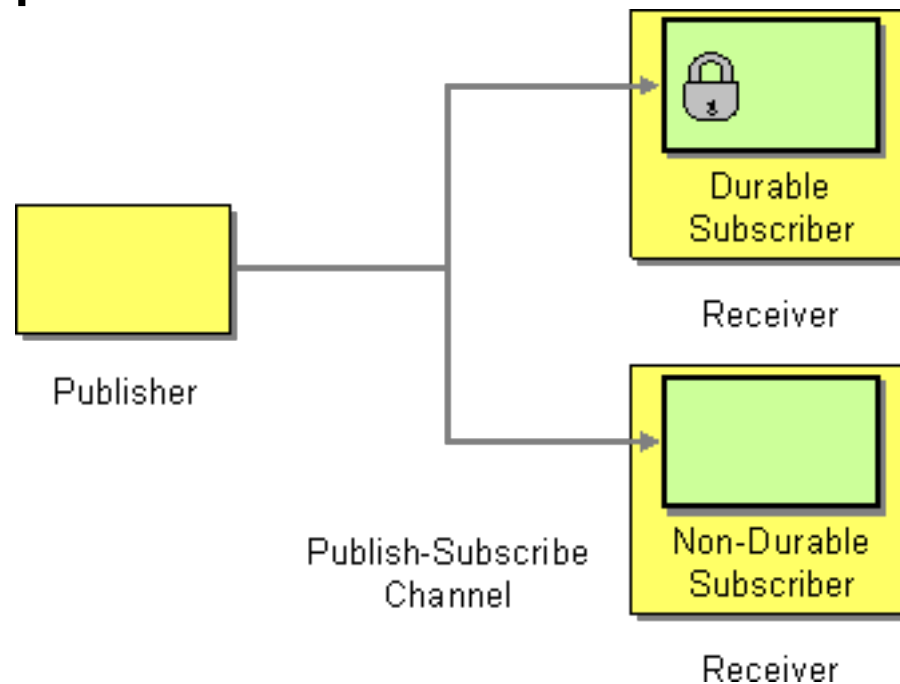 Durable
Subscriber
Receiver
Publisher
Publish-Subscribe
Channel
Non-Durable
Subscriber
Receiver